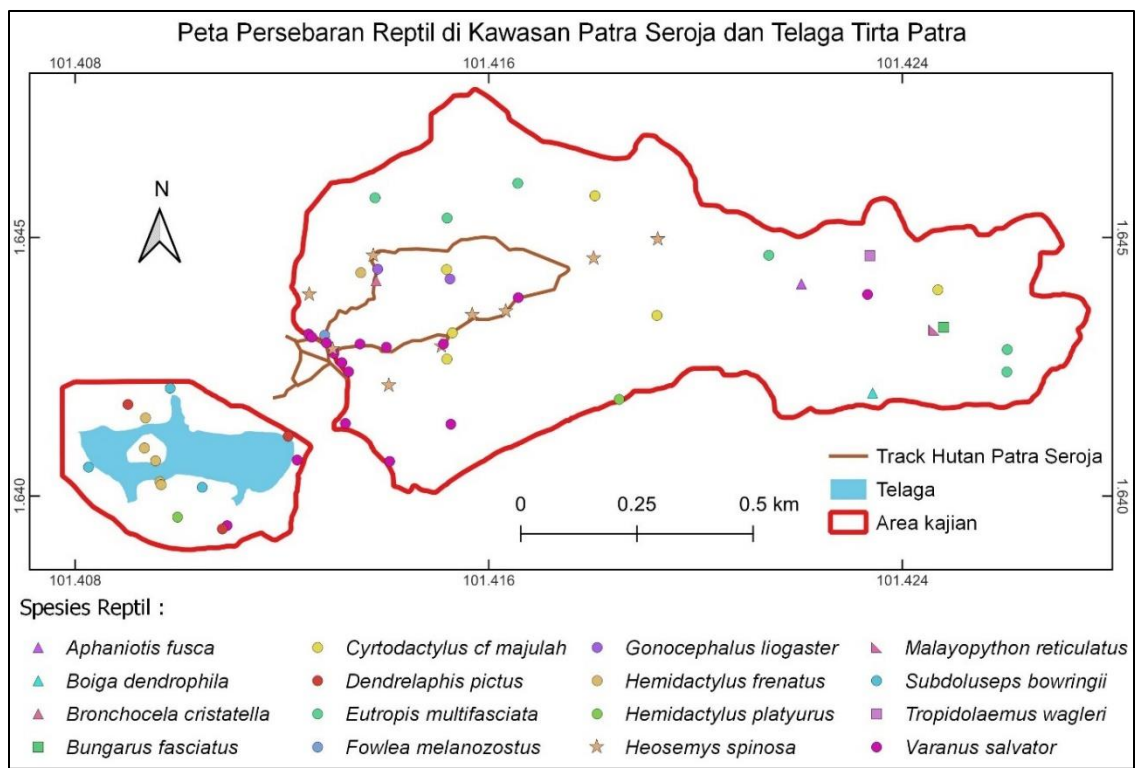 Peta Persebaran Reptil di Kawasan Patra Seroja dan Telaga Tirta Patra
101.408 101.416 101.424
N
1.645 1.645
Track Hutan Patra Seroja
Telaga
Area kajian
1.640 1.640
0 0.25 0.5 km
101.408 101.416 101.424
Spesies Reptil :
Aphaniotis fusca Cyrtodactylus cf majulah Gonocephalus liogaster Malayopython reticulatus
Boiga dendrophila Dendrelaphis pictus Hemidactylus frenatus Subdoluseps bowringii
Bronchocela cristatella Eutropis multifasciata Hemidactylus platyurus Tropidolaemus wagleri
Bungarus fasciatus Fowlea melanozostus Heosemys spinosa Varanus salvator